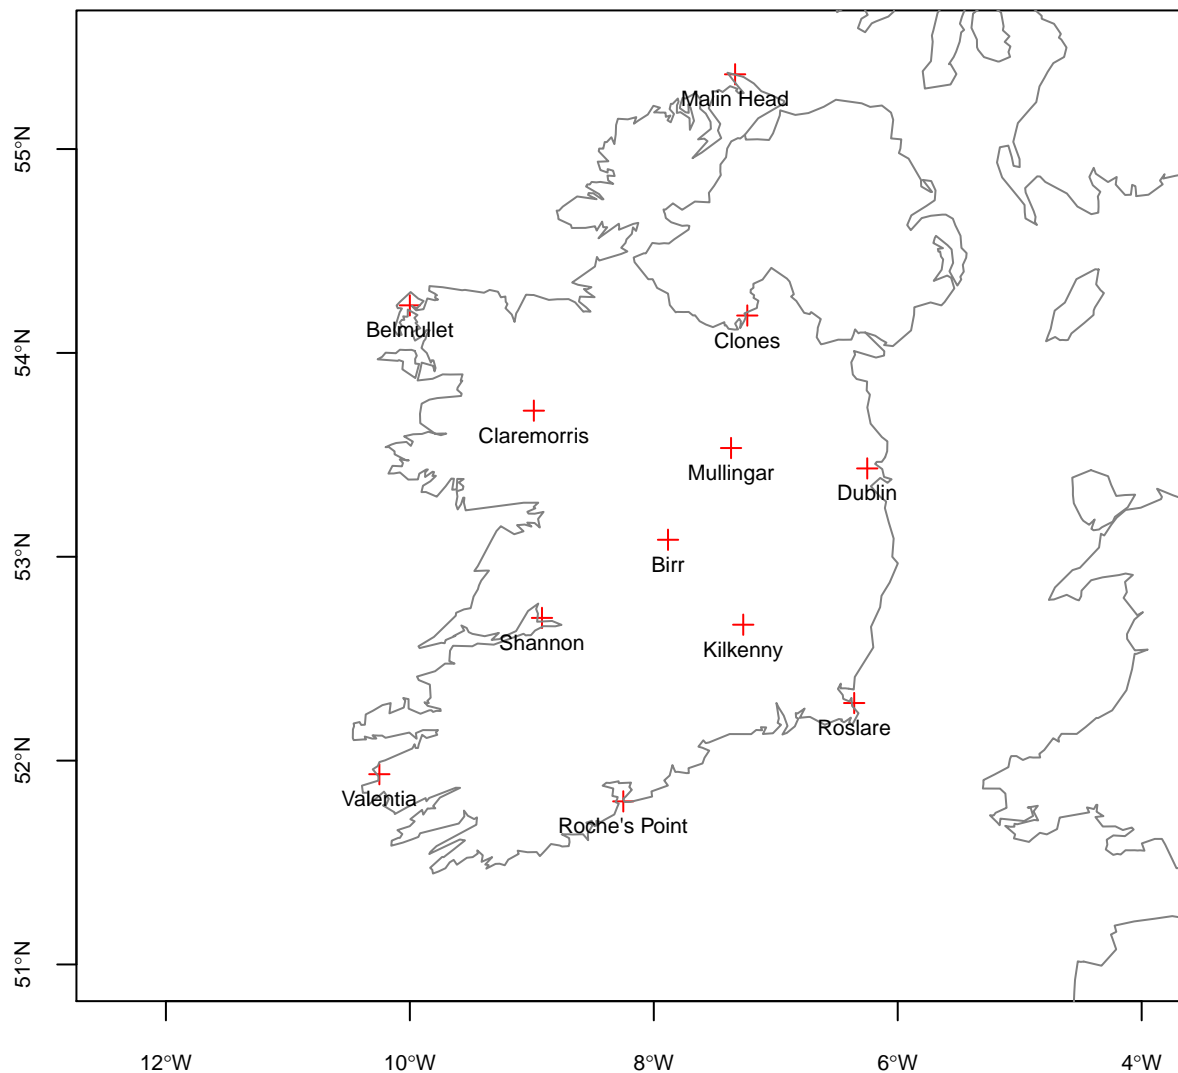 Malin Head
55°N
Belmullet
Clones
54°N
Claremorris
Mullingar
Dublin
53°N
Birr
Shannon
Kilkenny
Roslare
52°N
Valentia
Roche's Point
51°N
12°W
10°W
8°W
6°W
4°W